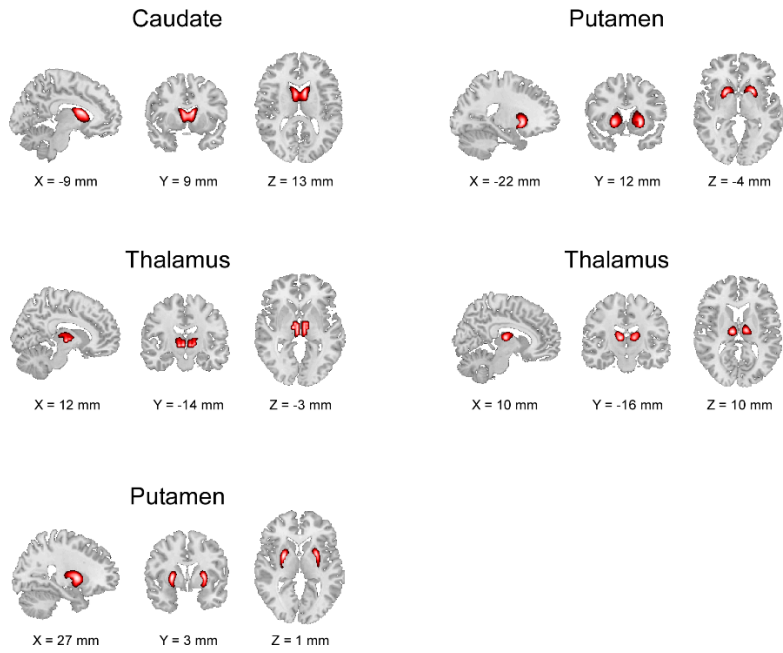 Caudate
X = -9 mm
Y = 9 mm
Z = 13 mm
Putamen
X = -22 mm
Y = 12 mm
Z = -4 mm
Thalamus
X = 12 mm
Y = -14 mm
Z = -3 mm
Thalamus
X = 10 mm
Y = -16 mm
Z = 10 mm
Putamen
X = 27 mm
Y = 3 mm
Z = 1 mm